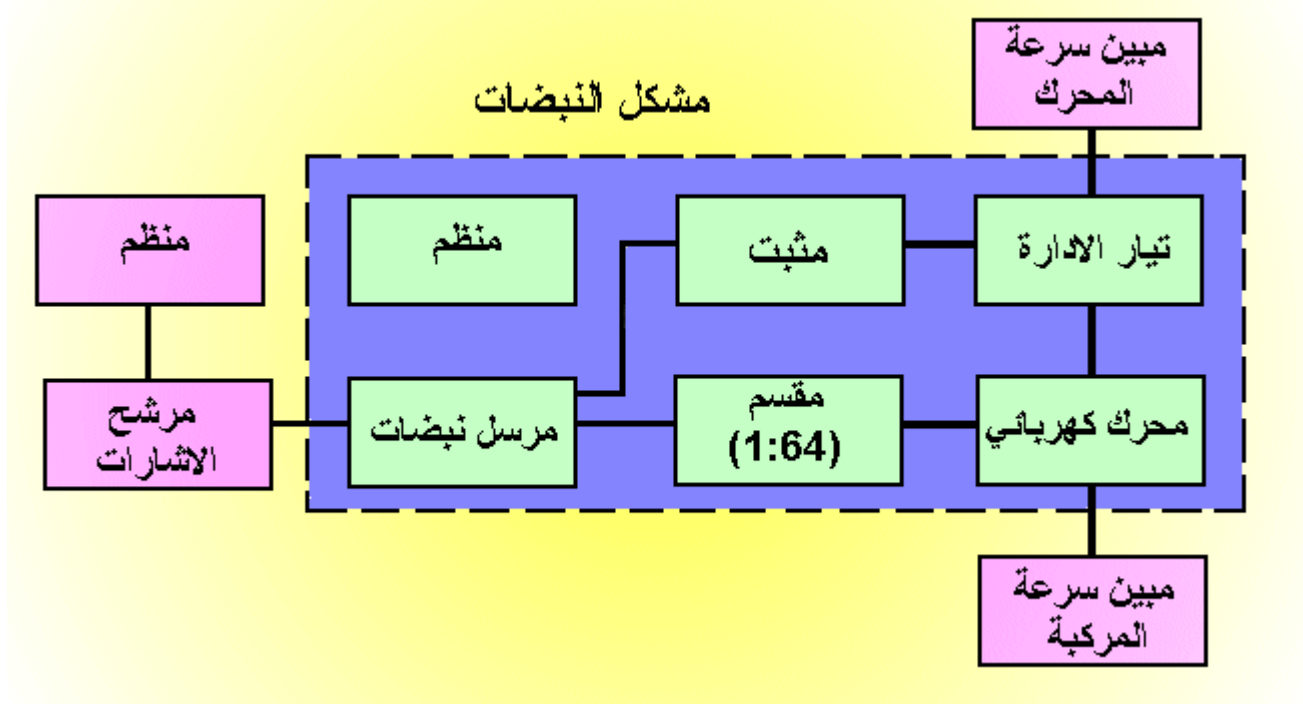 مبين سرعة
المحرك
مشكل النبضات
منظم
منظم
مثبت
تيار الادارة
مرشح
الاشارات
مرسل نبضات
مقسم
(1:64)
محرك كهربائي
مبين سرعة
المركبة